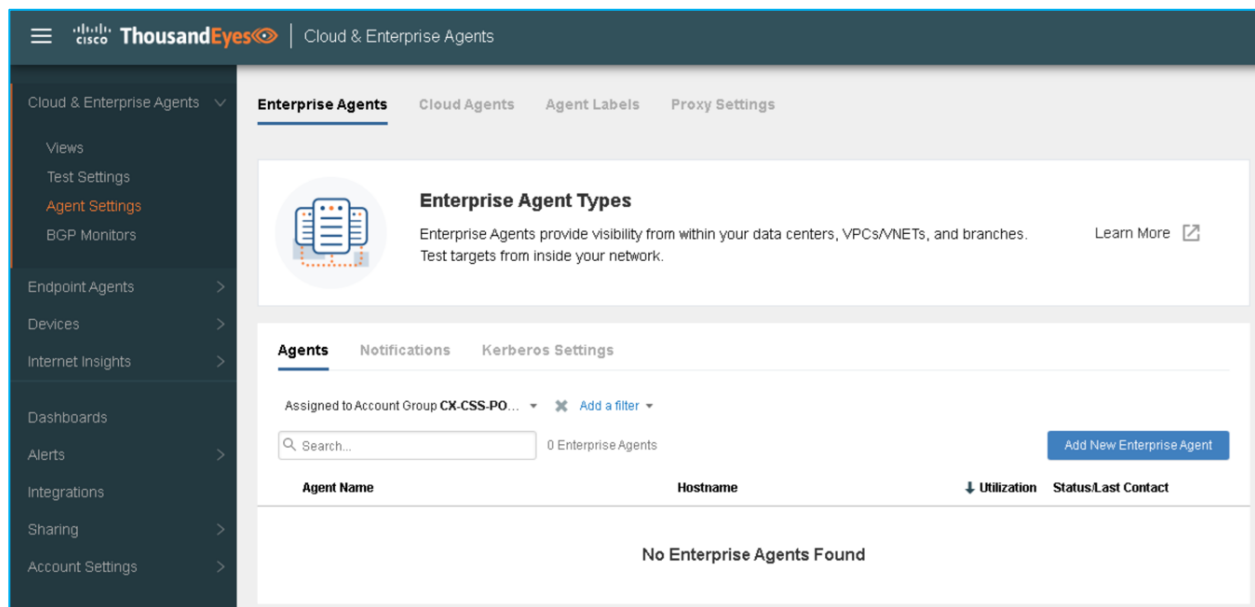 cisco ThousandEyes | Cloud & Enterprise Agents
Cloud & Enterprise Agents
Views
Test Settings
Agent Settings
BGP Monitors
Endpoint Agents
Devices
Internet Insights
Dashboards
Alerts
Integrations
Sharing
Account Settings
Enterprise Agents Cloud Agents Agent Labels Proxy Settings
Enterprise Agent Types
Enterprise Agents provide visibility from within your data centers, VPCs/VNETs, and branches.
Test targets from inside your network.
Learn More
Agents Notifications Kerberos Settings
Assigned to Account Group CX-CSS-PO... Add a filter
Search... 0 Enterprise Agents Add New Enterprise Agent
Agent Name Hostname Utilization Status/Last Contact
No Enterprise Agents Found